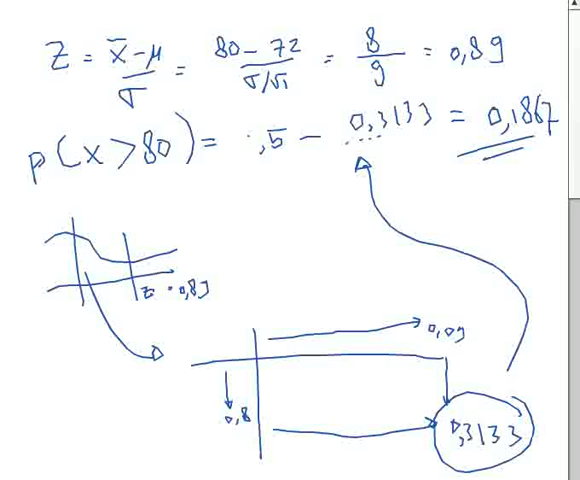 Z = x̄-μ/σ = 80-72/σ/√1 = 8/9 = 0,89
p(x>80) = .,5 - 0,3133 = 0,1867
z = 0,89
0,09
0,8
0,3133